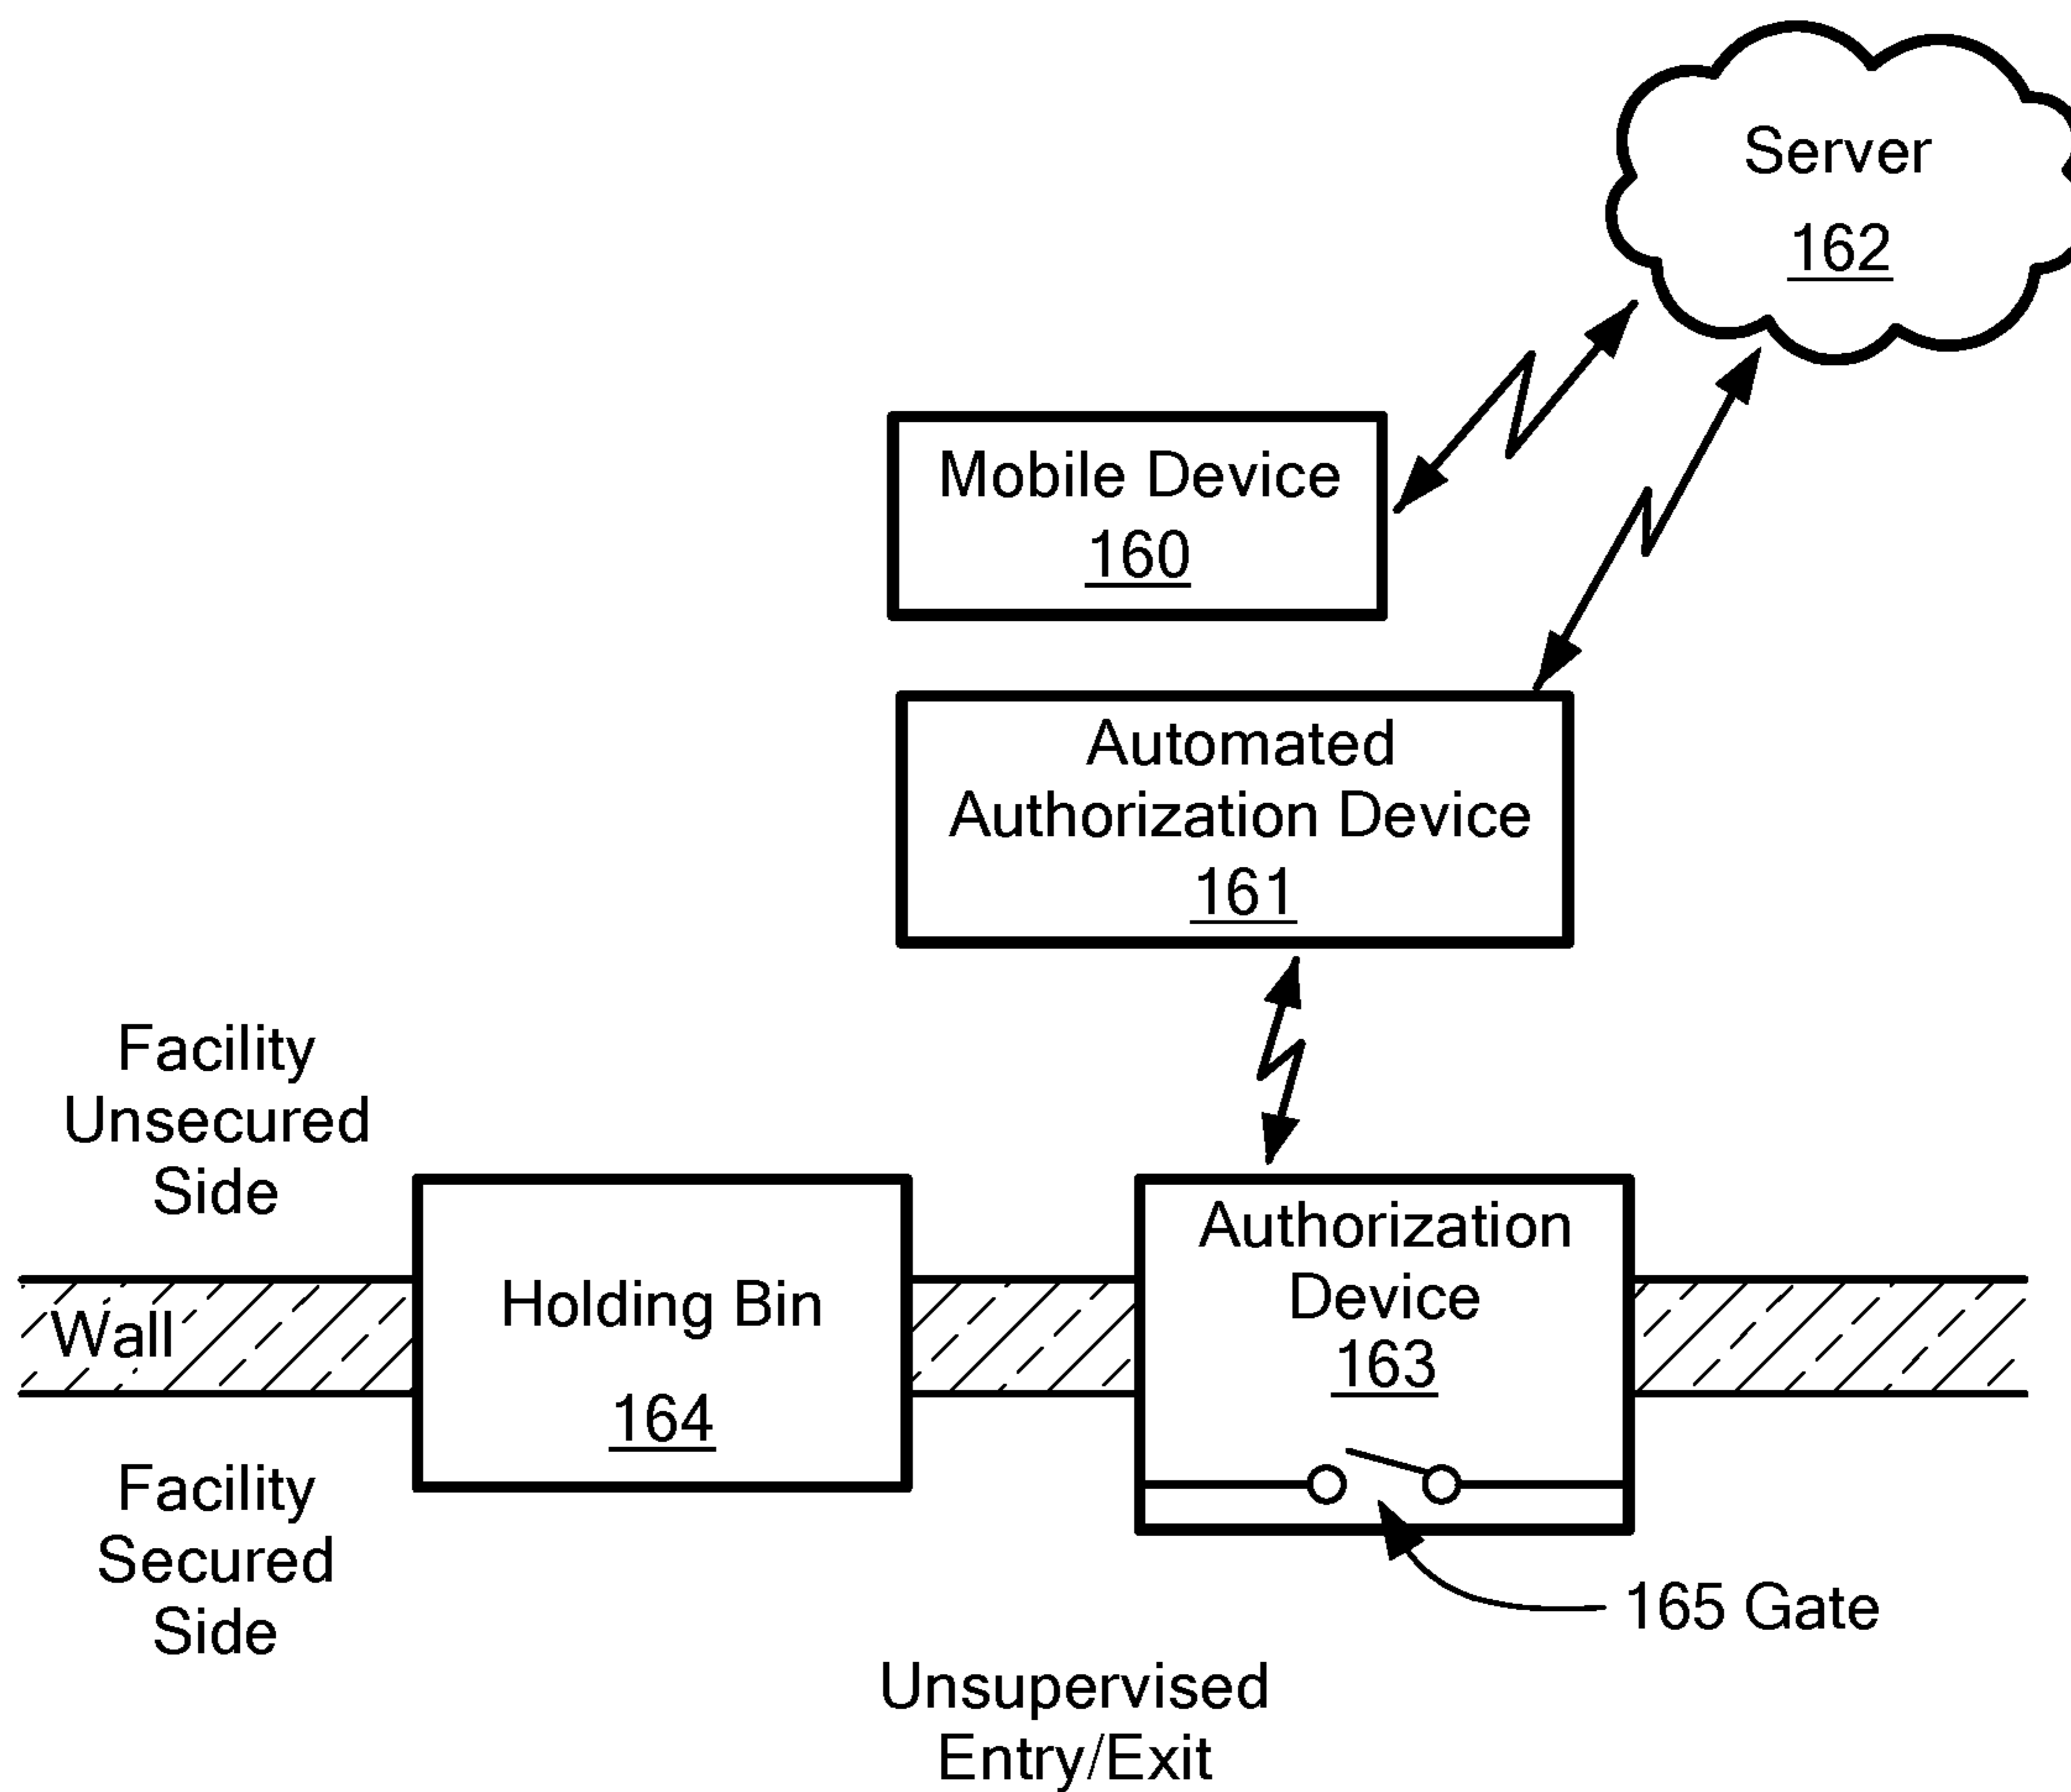 Server
162
Mobile Device
160
Automated
Authorization Device
161
Facility
Unsecured
Side
Wall
Holding Bin
164
Authorization
Device
163
Facility
Secured
Side
165 Gate
Unsupervised
Entry/Exit